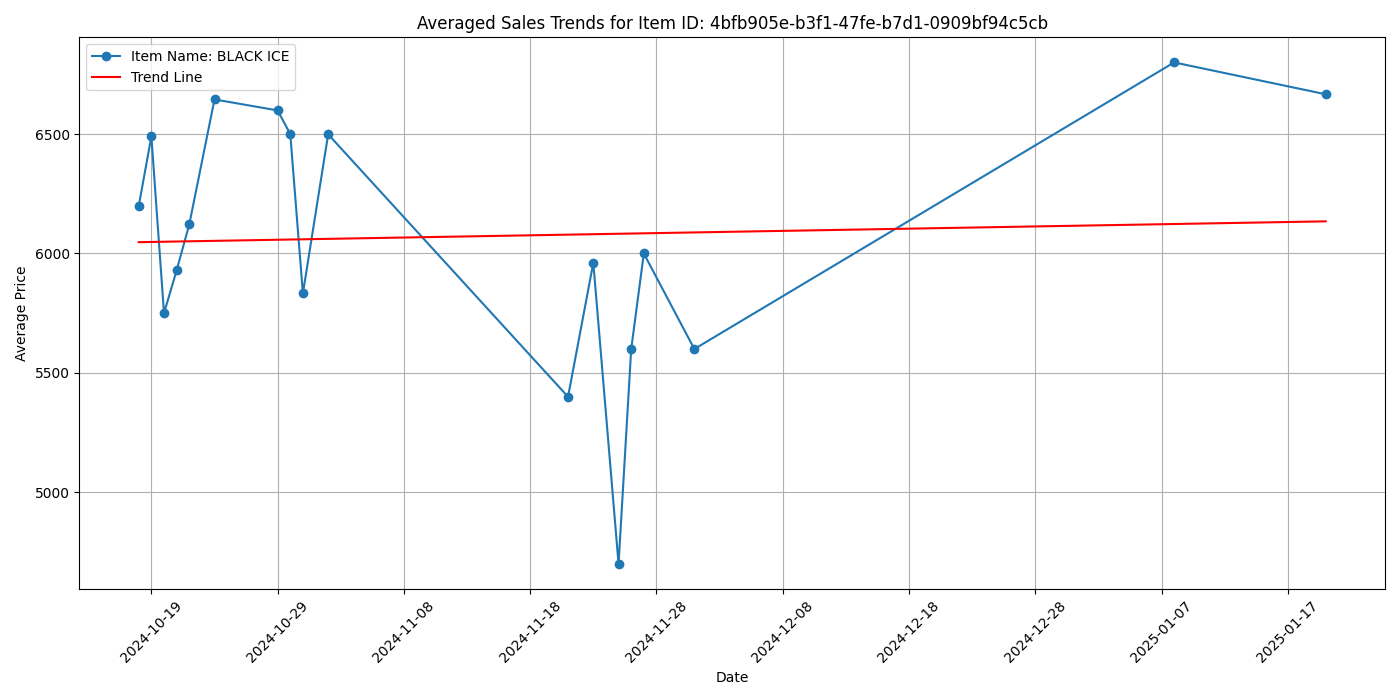 Averaged Sales Trends for Item ID: 4bfb905e-b3f1-47fe-b7d1-0909bf94c5cb
Item Name: BLACK ICE
Trend Line
Average Price
6500
6000
5500
5000
2024-10-19
2024-10-29
2024-11-08
2024-11-18
2024-11-28
2024-12-08
2024-12-18
2024-12-28
2025-01-07
2025-01-17
Date